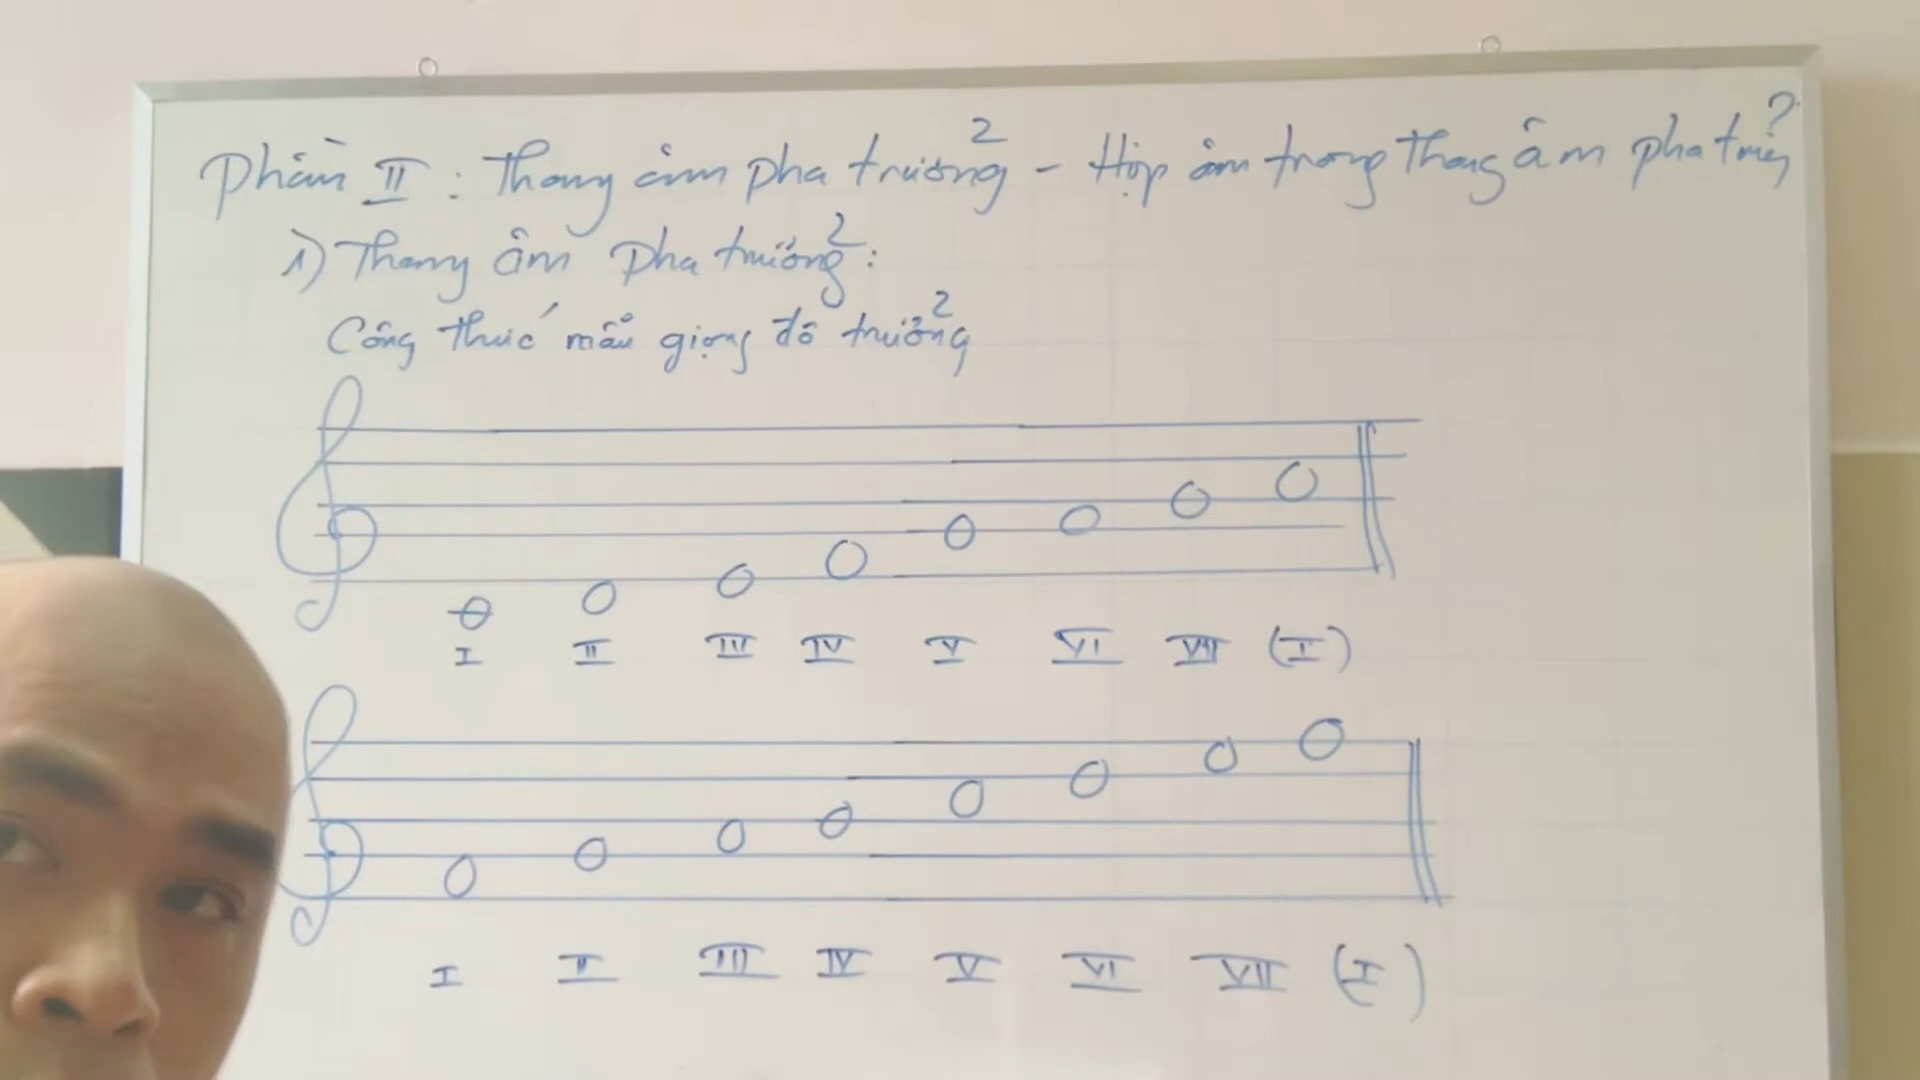 Phần II : Thang âm pha trưởng - Hợp âm trong thang âm pha trưởng
1) Thang âm pha trưởng :
Công thức mẫu giọng đô trưởng
I II III IV V VI VII (I)
I II III IV V VI VII (I)